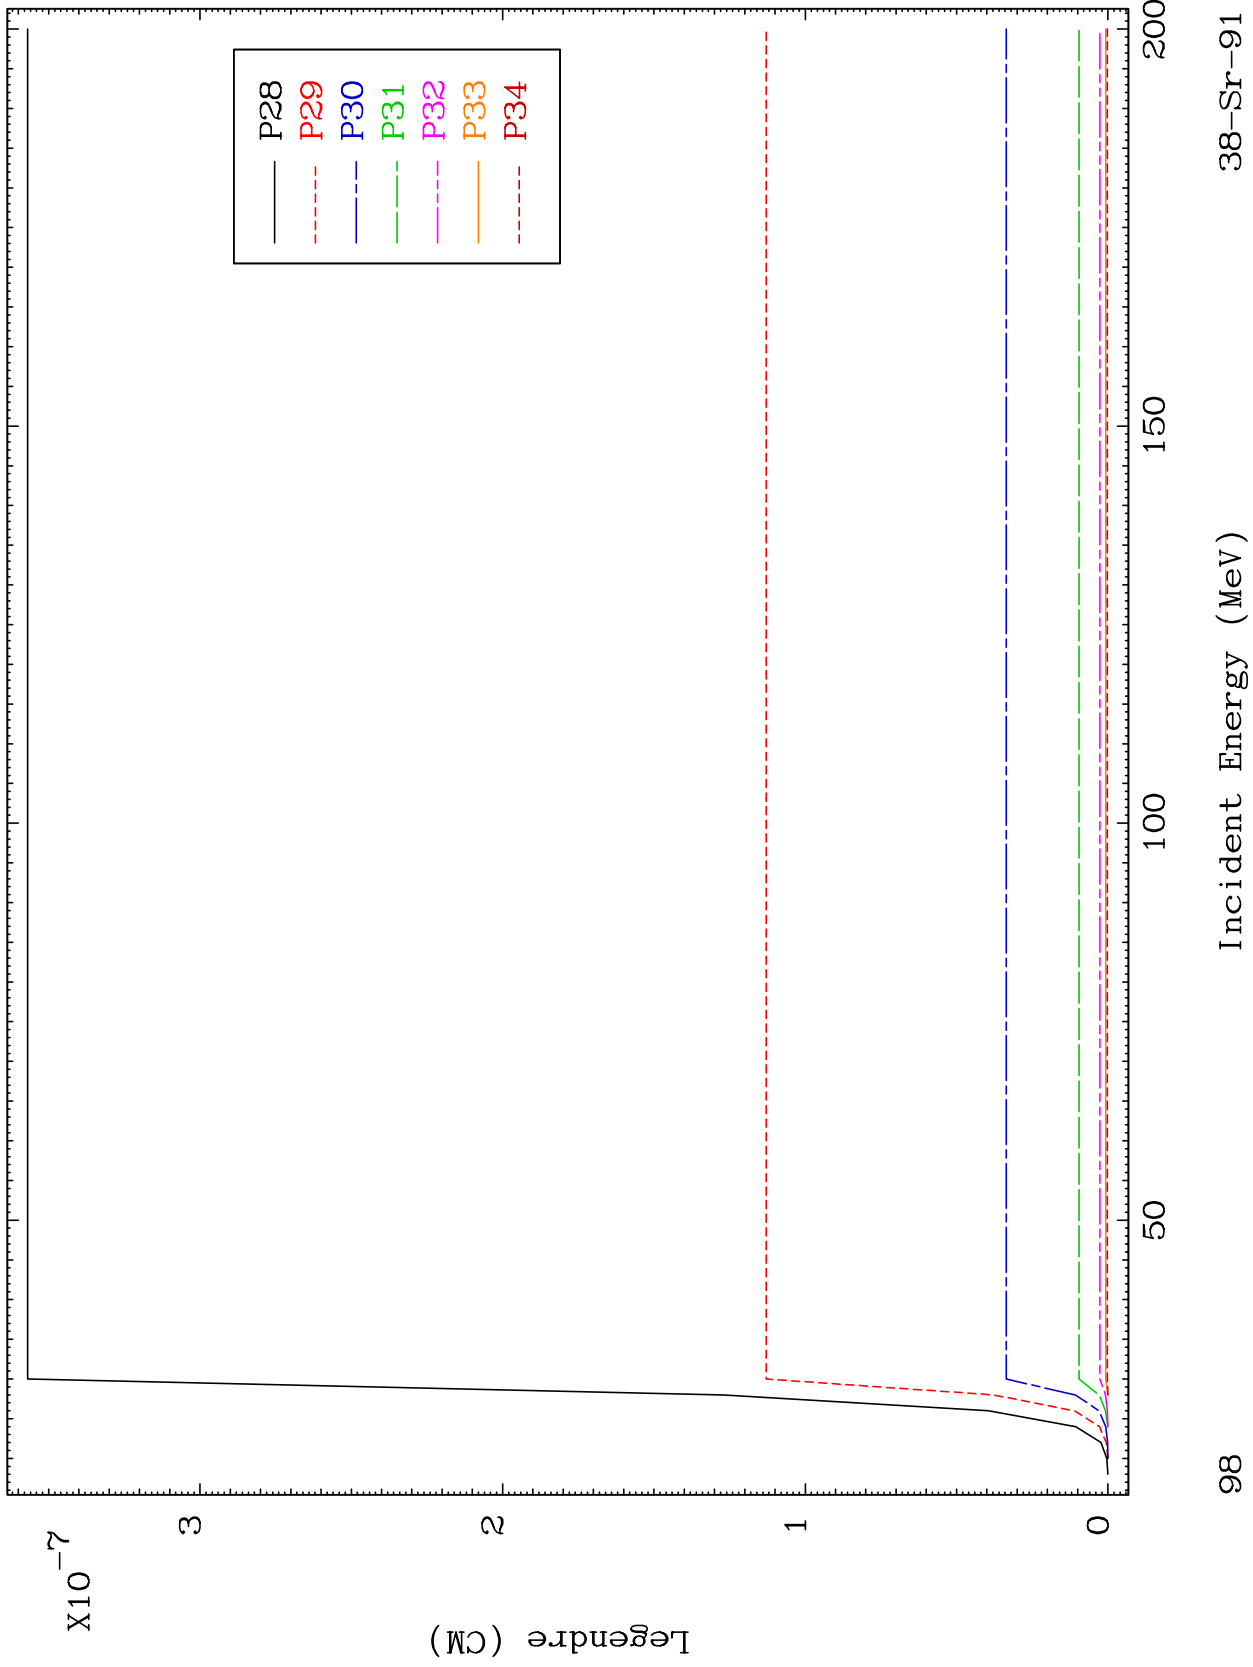 X10-7
3
2
1
0
Legendre (CM)
P28
P29
P30
P31
P32
P33
P34
50
100
150
200
Incident Energy (MeV)
98
38-Sr-91